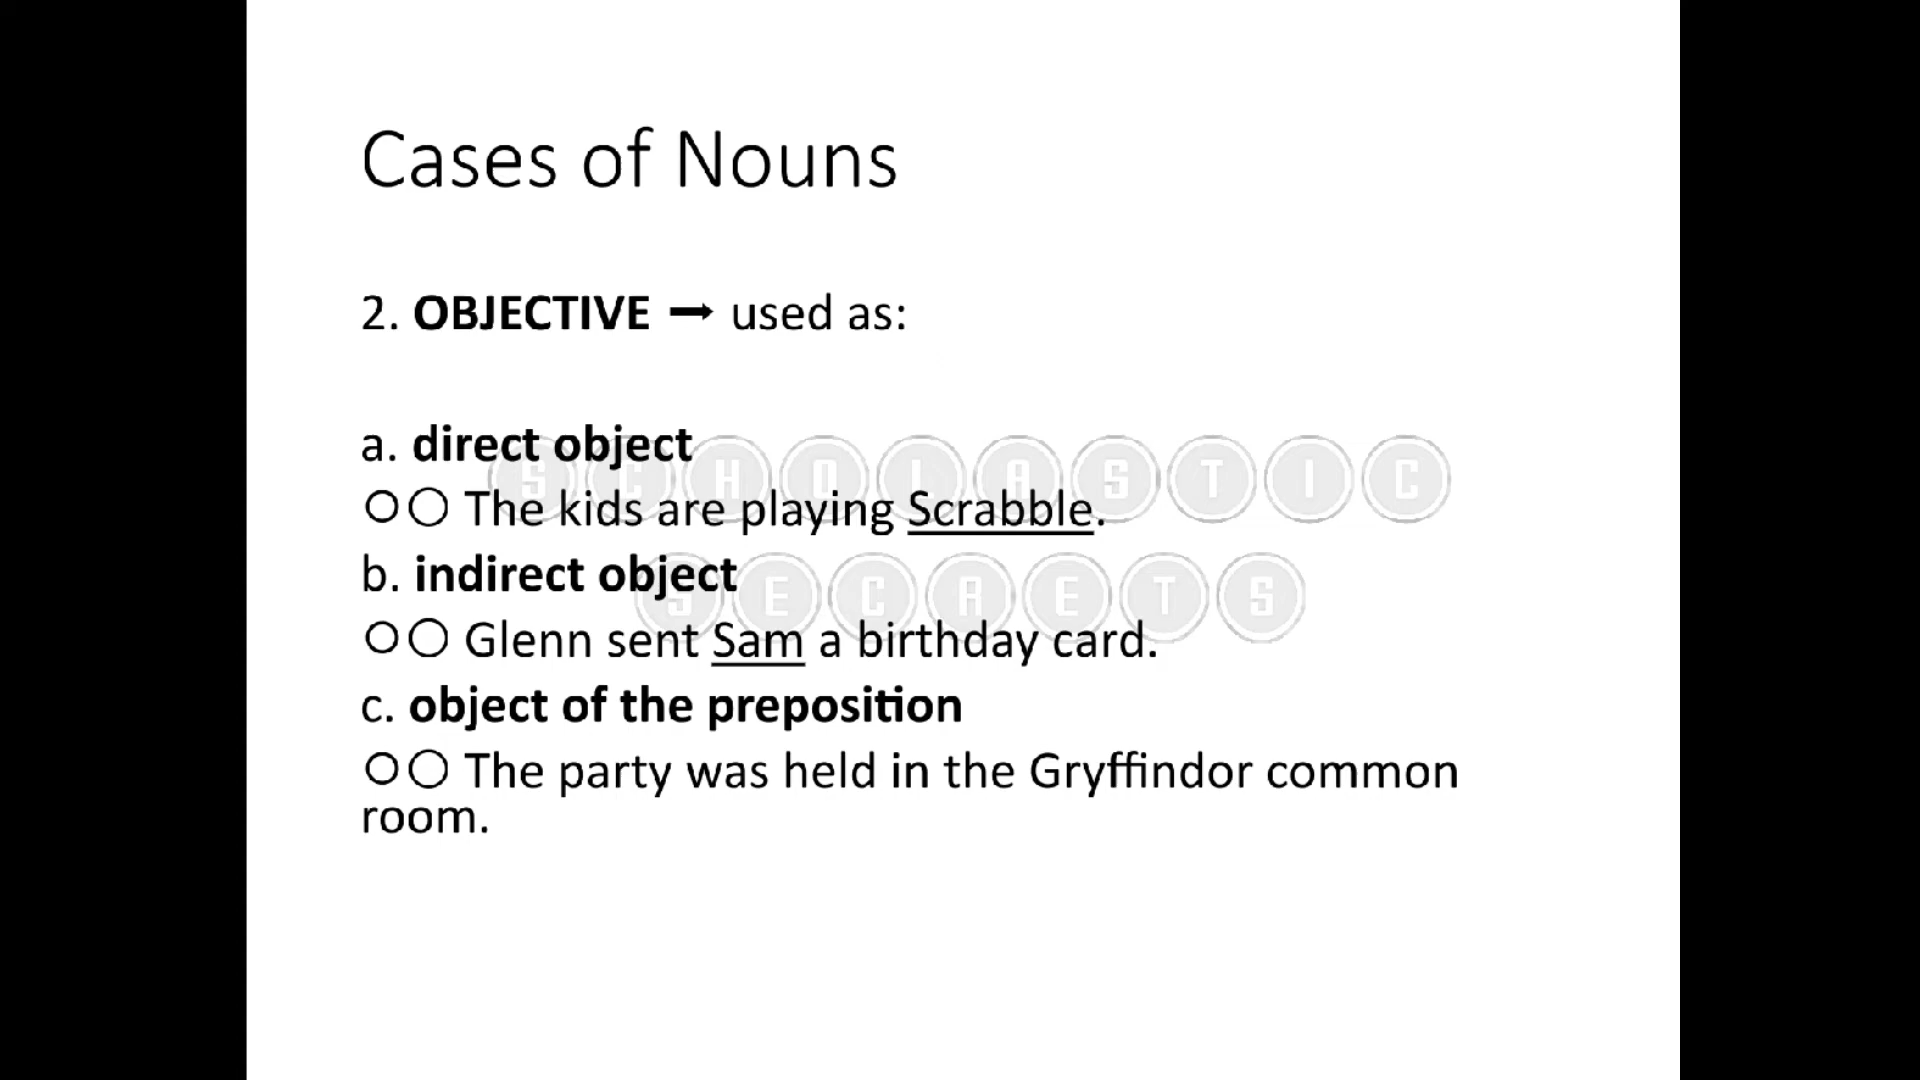 Cases of Nouns
2. OBJECTIVE ➞ used as:
a. direct object
○○ The kids are playing Scrabble.
b. indirect object
○○ Glenn sent Sam a birthday card.
c. object of the preposition
○○ The party was held in the Gryffindor common
room.
SCHOLASTIC
SECRETS